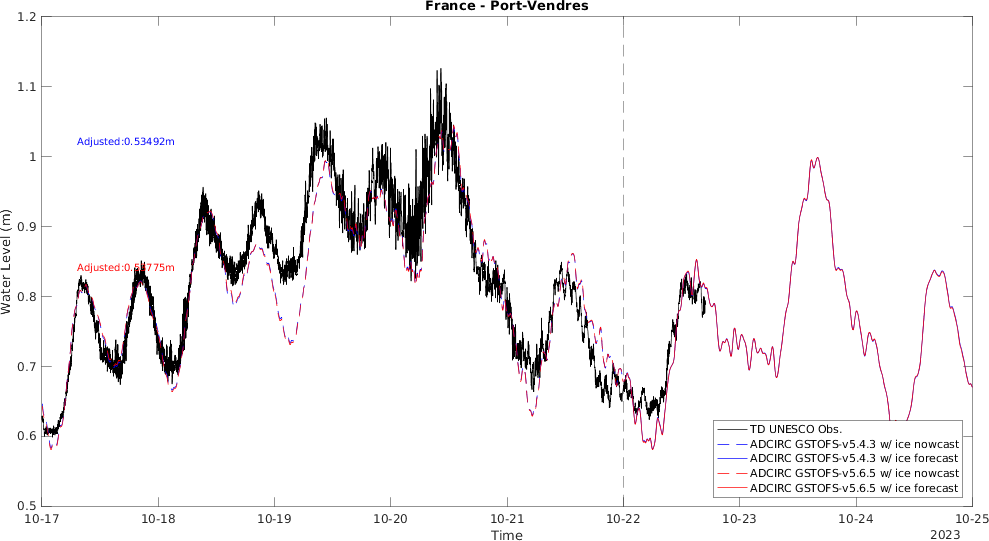 France - Port-Vendres
Water Level (m)
1.2
1.1
1
0.9
0.8
0.7
0.6
0.5
Adjusted:0.53492m
TD UNESCO Obs.
ADCIRC GSTOFS-v5.4.3 w/ ice nowcast
ADCIRC GSTOFS-v5.4.3 w/ ice forecast
ADCIRC GSTOFS-v5.6.5 w/ ice nowcast
ADCIRC GSTOFS-v5.6.5 w/ ice forecast
10-17 10-18 10-19 10-20 10-21 10-22 10-23 10-24 10-25
Time
2023